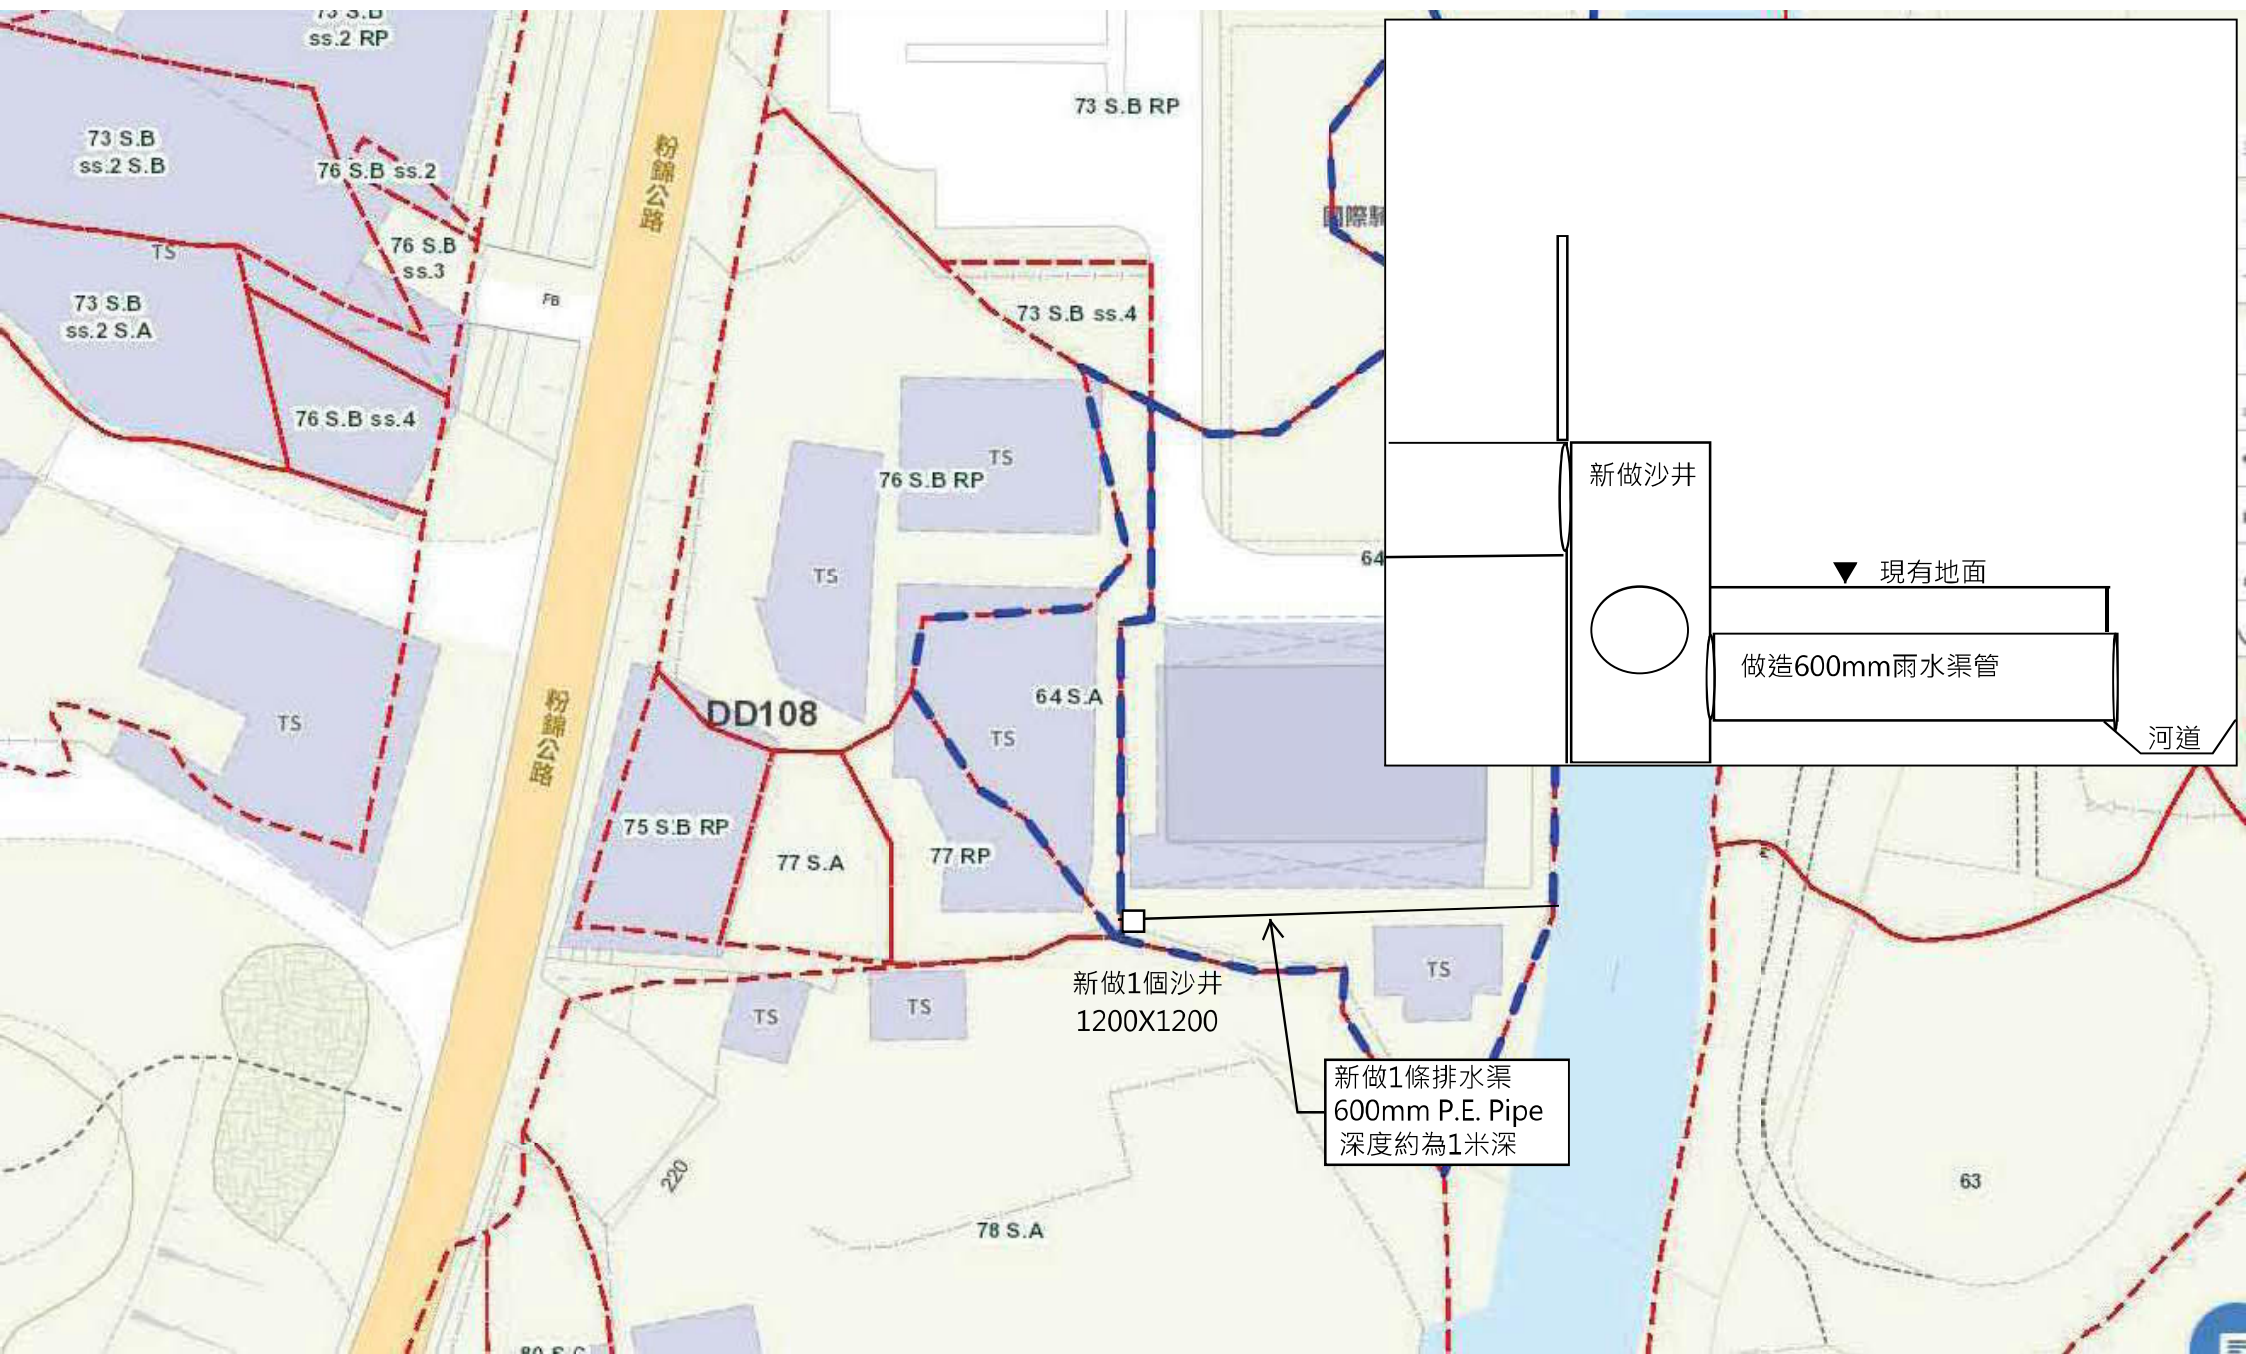 73 S.B
ss.2 RP
73 S.B RP
73 S.B
ss.2 S.B
76 S.B ss.2
粉錦公路
國際
76 S.B
ss.3
TS
73 S.B
ss.2 S.A
FB
73 S.B ss.4
76 S.B ss.4
TS
76 S.B RP
新做沙井
TS
64
現有地面
做造600mm雨水渠管
河道
64 S.A
DD108
TS
TS
粉錦公路
75 S.B RP
77 S.A
77 RP
TS
新做1個沙井
1200X1200
TS
TS
新做1條排水渠
600mm P.E. Pipe
深度約為1米深
220
63
78 S.A
80 S.C